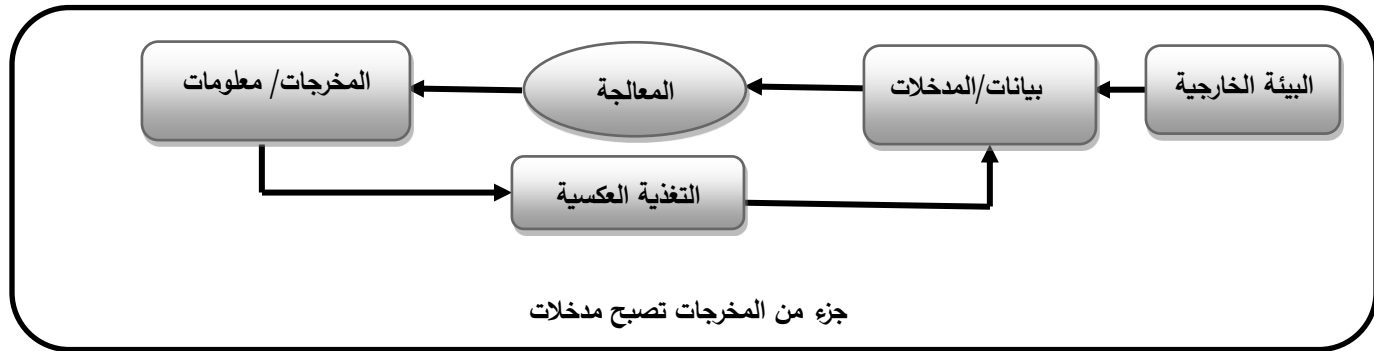 البيئة الخارجية
بيانات/المدخلات
المعالجة
المخرجات/ معلومات
التغذية العكسية
جزء من المخرجات تصبح مدخلات